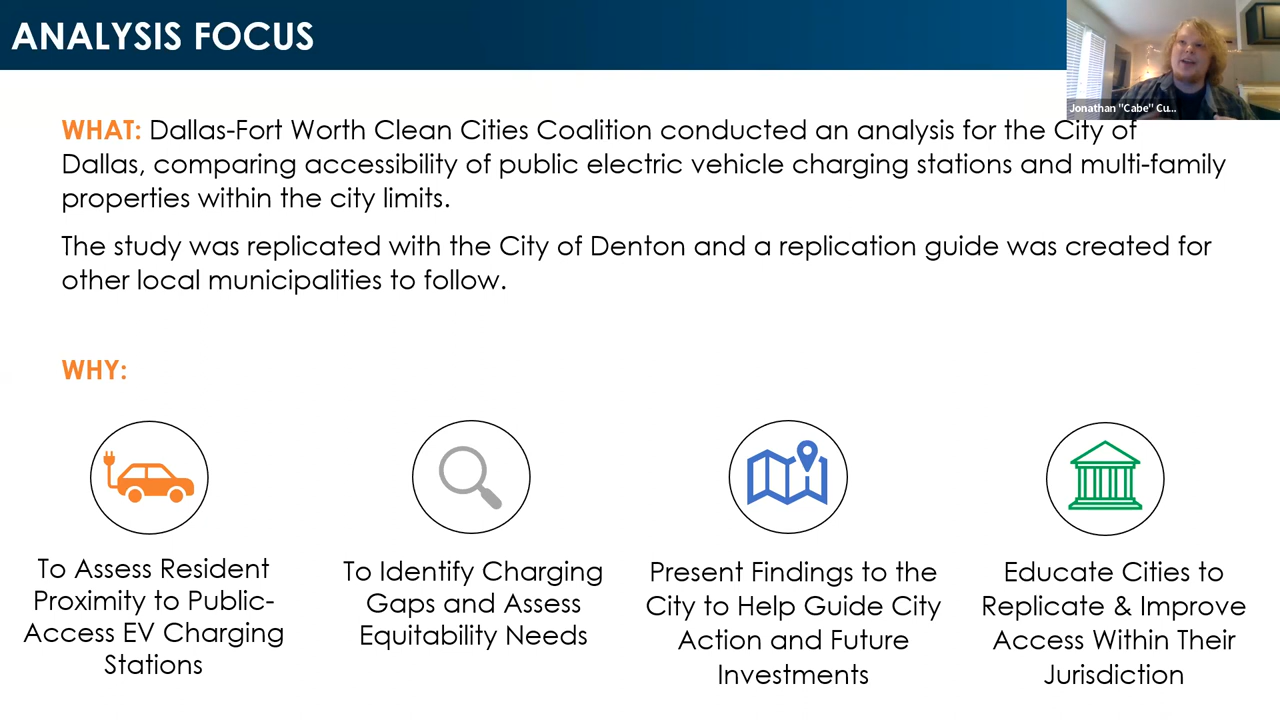 ANALYSIS FOCUS
Jonathan "Cabe" Cu...
WHAT: Dallas-Fort Worth Clean Cities Coalition conducted an analysis for the City of
Dallas, comparing accessibility of public electric vehicle charging stations and multi-family
properties within the city limits.
The study was replicated with the City of Denton and a replication guide was created for
other local municipalities to follow.
WHY:
To Assess Resident
Proximity to Public-
Access EV Charging
Stations
To Identify Charging
Gaps and Assess
Equitability Needs
Present Findings to the
City to Help Guide City
Action and Future
Investments
Educate Cities to
Replicate & Improve
Access Within Their
Jurisdiction